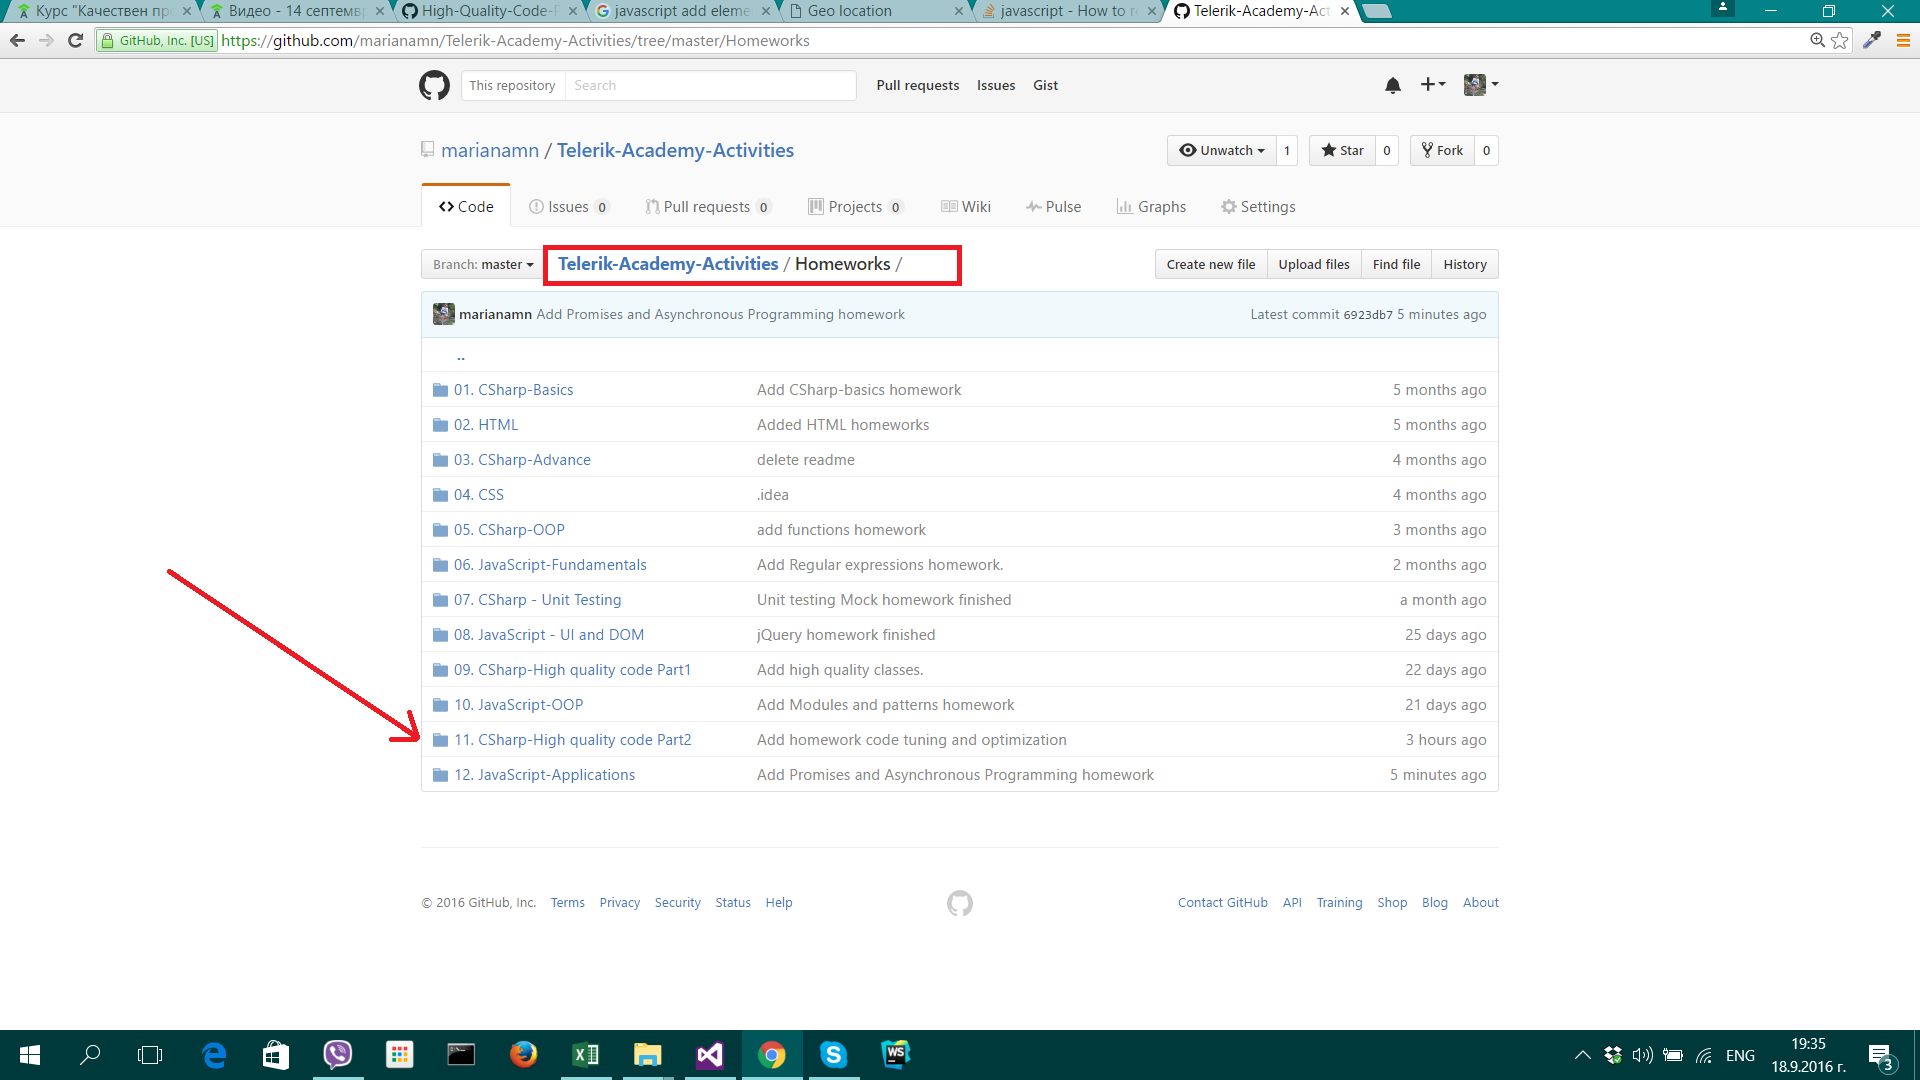 Курс "Качествен пр
Видео - 14 септемвр
High-Quality-Code-P
javascript add eleme
Geo location
javascript - How to r
Telerik-Academy-Act
GitHub, Inc. [US] https://github.com/marianamn/Telerik-Academy-Activities/tree/master/Homeworks
This repository Search Pull requests Issues Gist
marianamn / Telerik-Academy-Activities Unwatch 1 Star 0 Fork 0
Code Issues 0 Pull requests 0 Projects 0 Wiki Pulse Graphs Settings
Branch: master Telerik-Academy-Activities / Homeworks / Create new file Upload files Find file History
marianamn Add Promises and Asynchronous Programming homework Latest commit 6923db7 5 minutes ago
..
01. CSharp-Basics Add CSharp-basics homework 5 months ago
02. HTML Added HTML homeworks 5 months ago
03. CSharp-Advance delete readme 4 months ago
04. CSS .idea 4 months ago
05. CSharp-OOP add functions homework 3 months ago
06. JavaScript-Fundamentals Add Regular expressions homework. 2 months ago
07. CSharp - Unit Testing Unit testing Mock homework finished a month ago
08. JavaScript - UI and DOM jQuery homework finished 25 days ago
09. CSharp-High quality code Part1 Add high quality classes. 22 days ago
10. JavaScript-OOP Add Modules and patterns homework 21 days ago
11. CSharp-High quality code Part2 Add homework code tuning and optimization 3 hours ago
12. JavaScript-Applications Add Promises and Asynchronous Programming homework 5 minutes ago
© 2016 GitHub, Inc. Terms Privacy Security Status Help Contact GitHub API Training Shop Blog About
WS
ENG
19:35
18.9.2016 г.
3